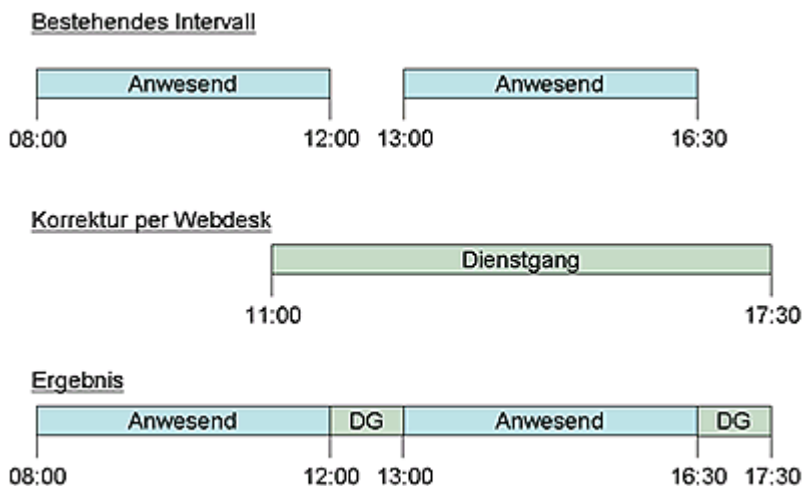 Bestehendes Intervall
Anwesend Anwesend
08:00 12:00 13:00 16:30
Korrektur per Webdesk
Dienstgang
11:00 17:30
Ergebnis
Anwesend DG Anwesend DG
08:00 12:00 13:00 16:30 17:30